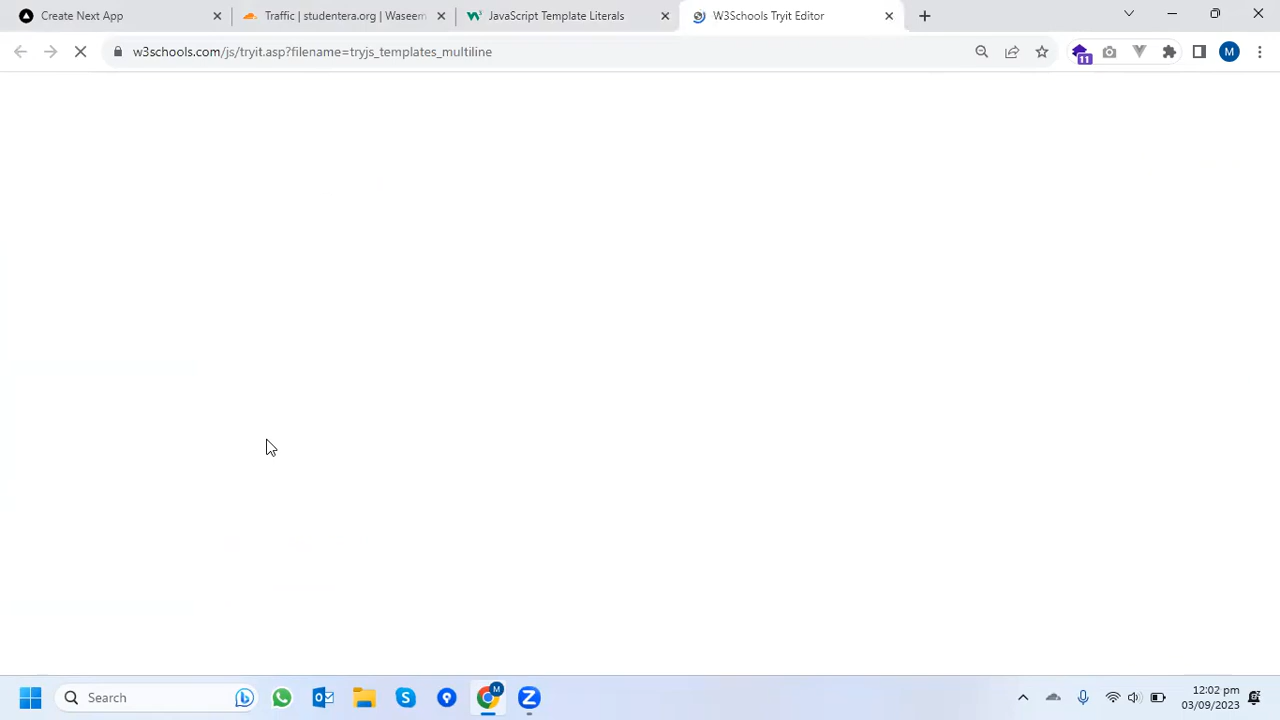 Create Next App
Traffic | studentera.org | Waseem
JavaScript Template Literals
W3Schools Tryit Editor
w3schools.com/js/tryit.asp?filename=tryjs_templates_multiline
11
M
Search
M
12:02 pm
03/09/2023